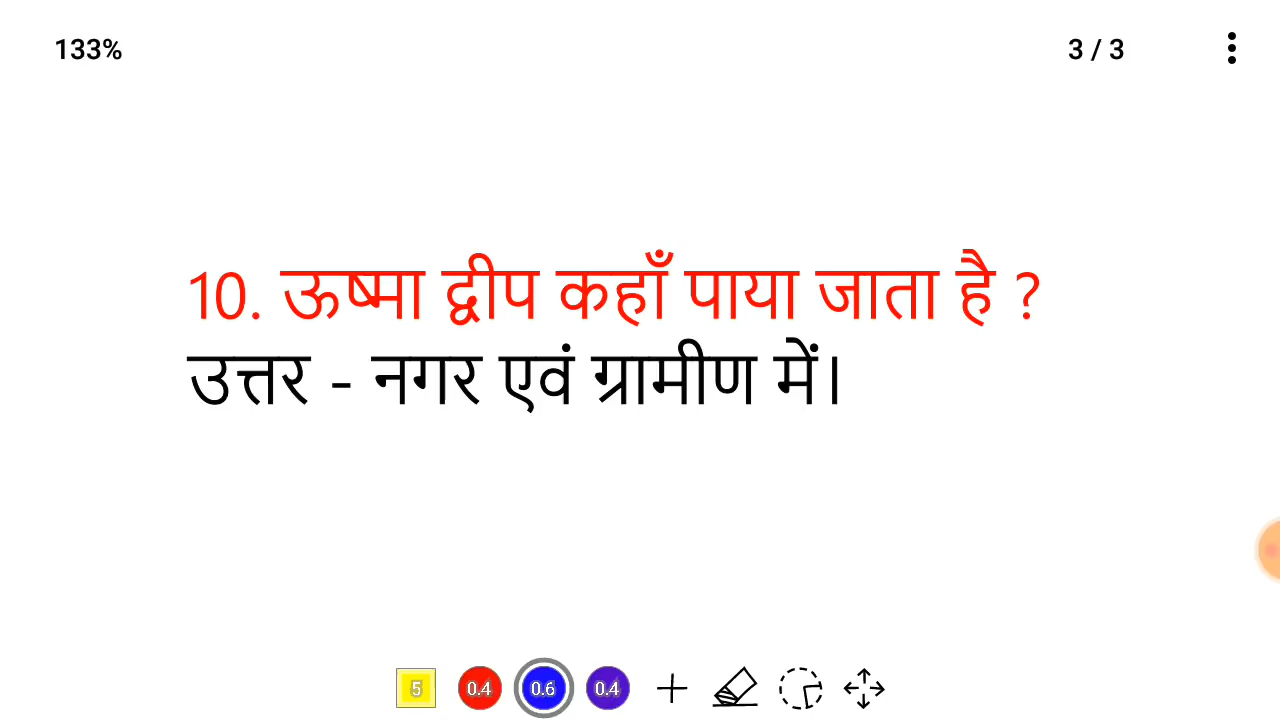 133%
3 / 3
10. ऊष्मा द्वीप कहाँ पाया जाता है ?
उत्तर - नगर एवं ग्रामीण में।
5 0.4 0.6 0.4